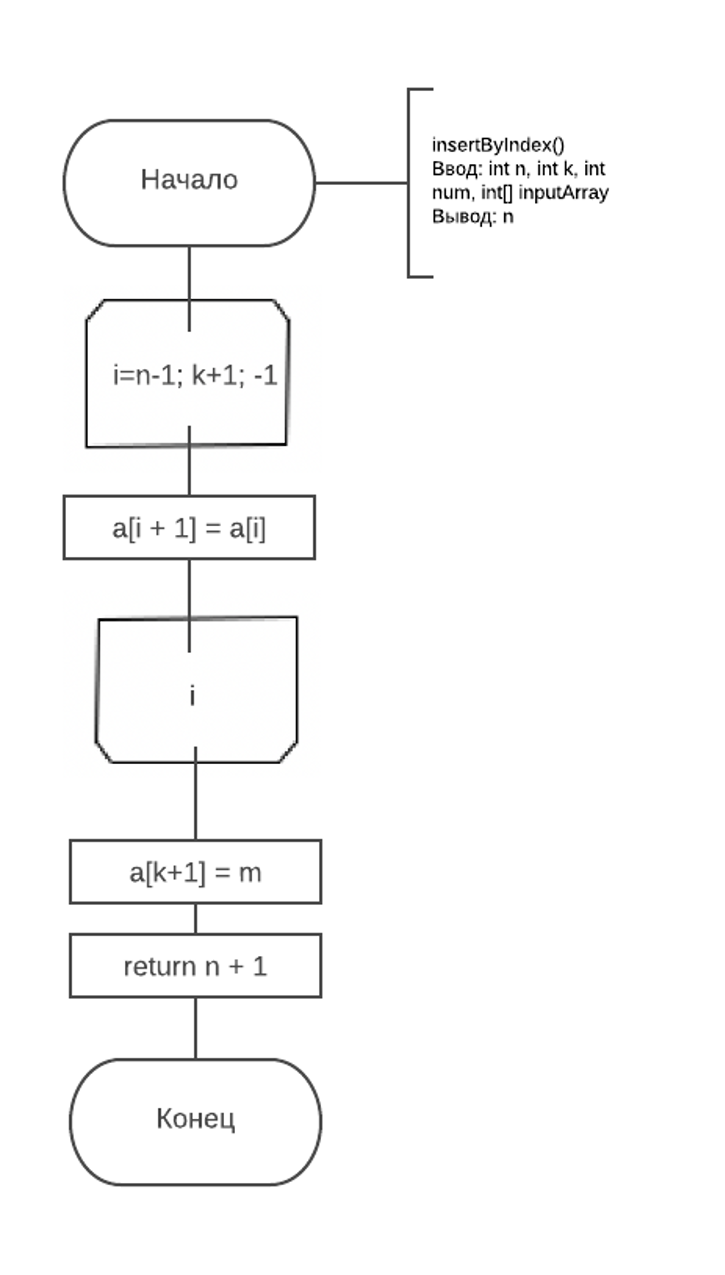 Начало
insertByIndex()
Ввод: int n, int k, int
num, int[] inputArray
Вывод: n
i=n-1; k+1; -1
a[i + 1] = a[i]
i
a[k+1] = m
return n + 1
Конец